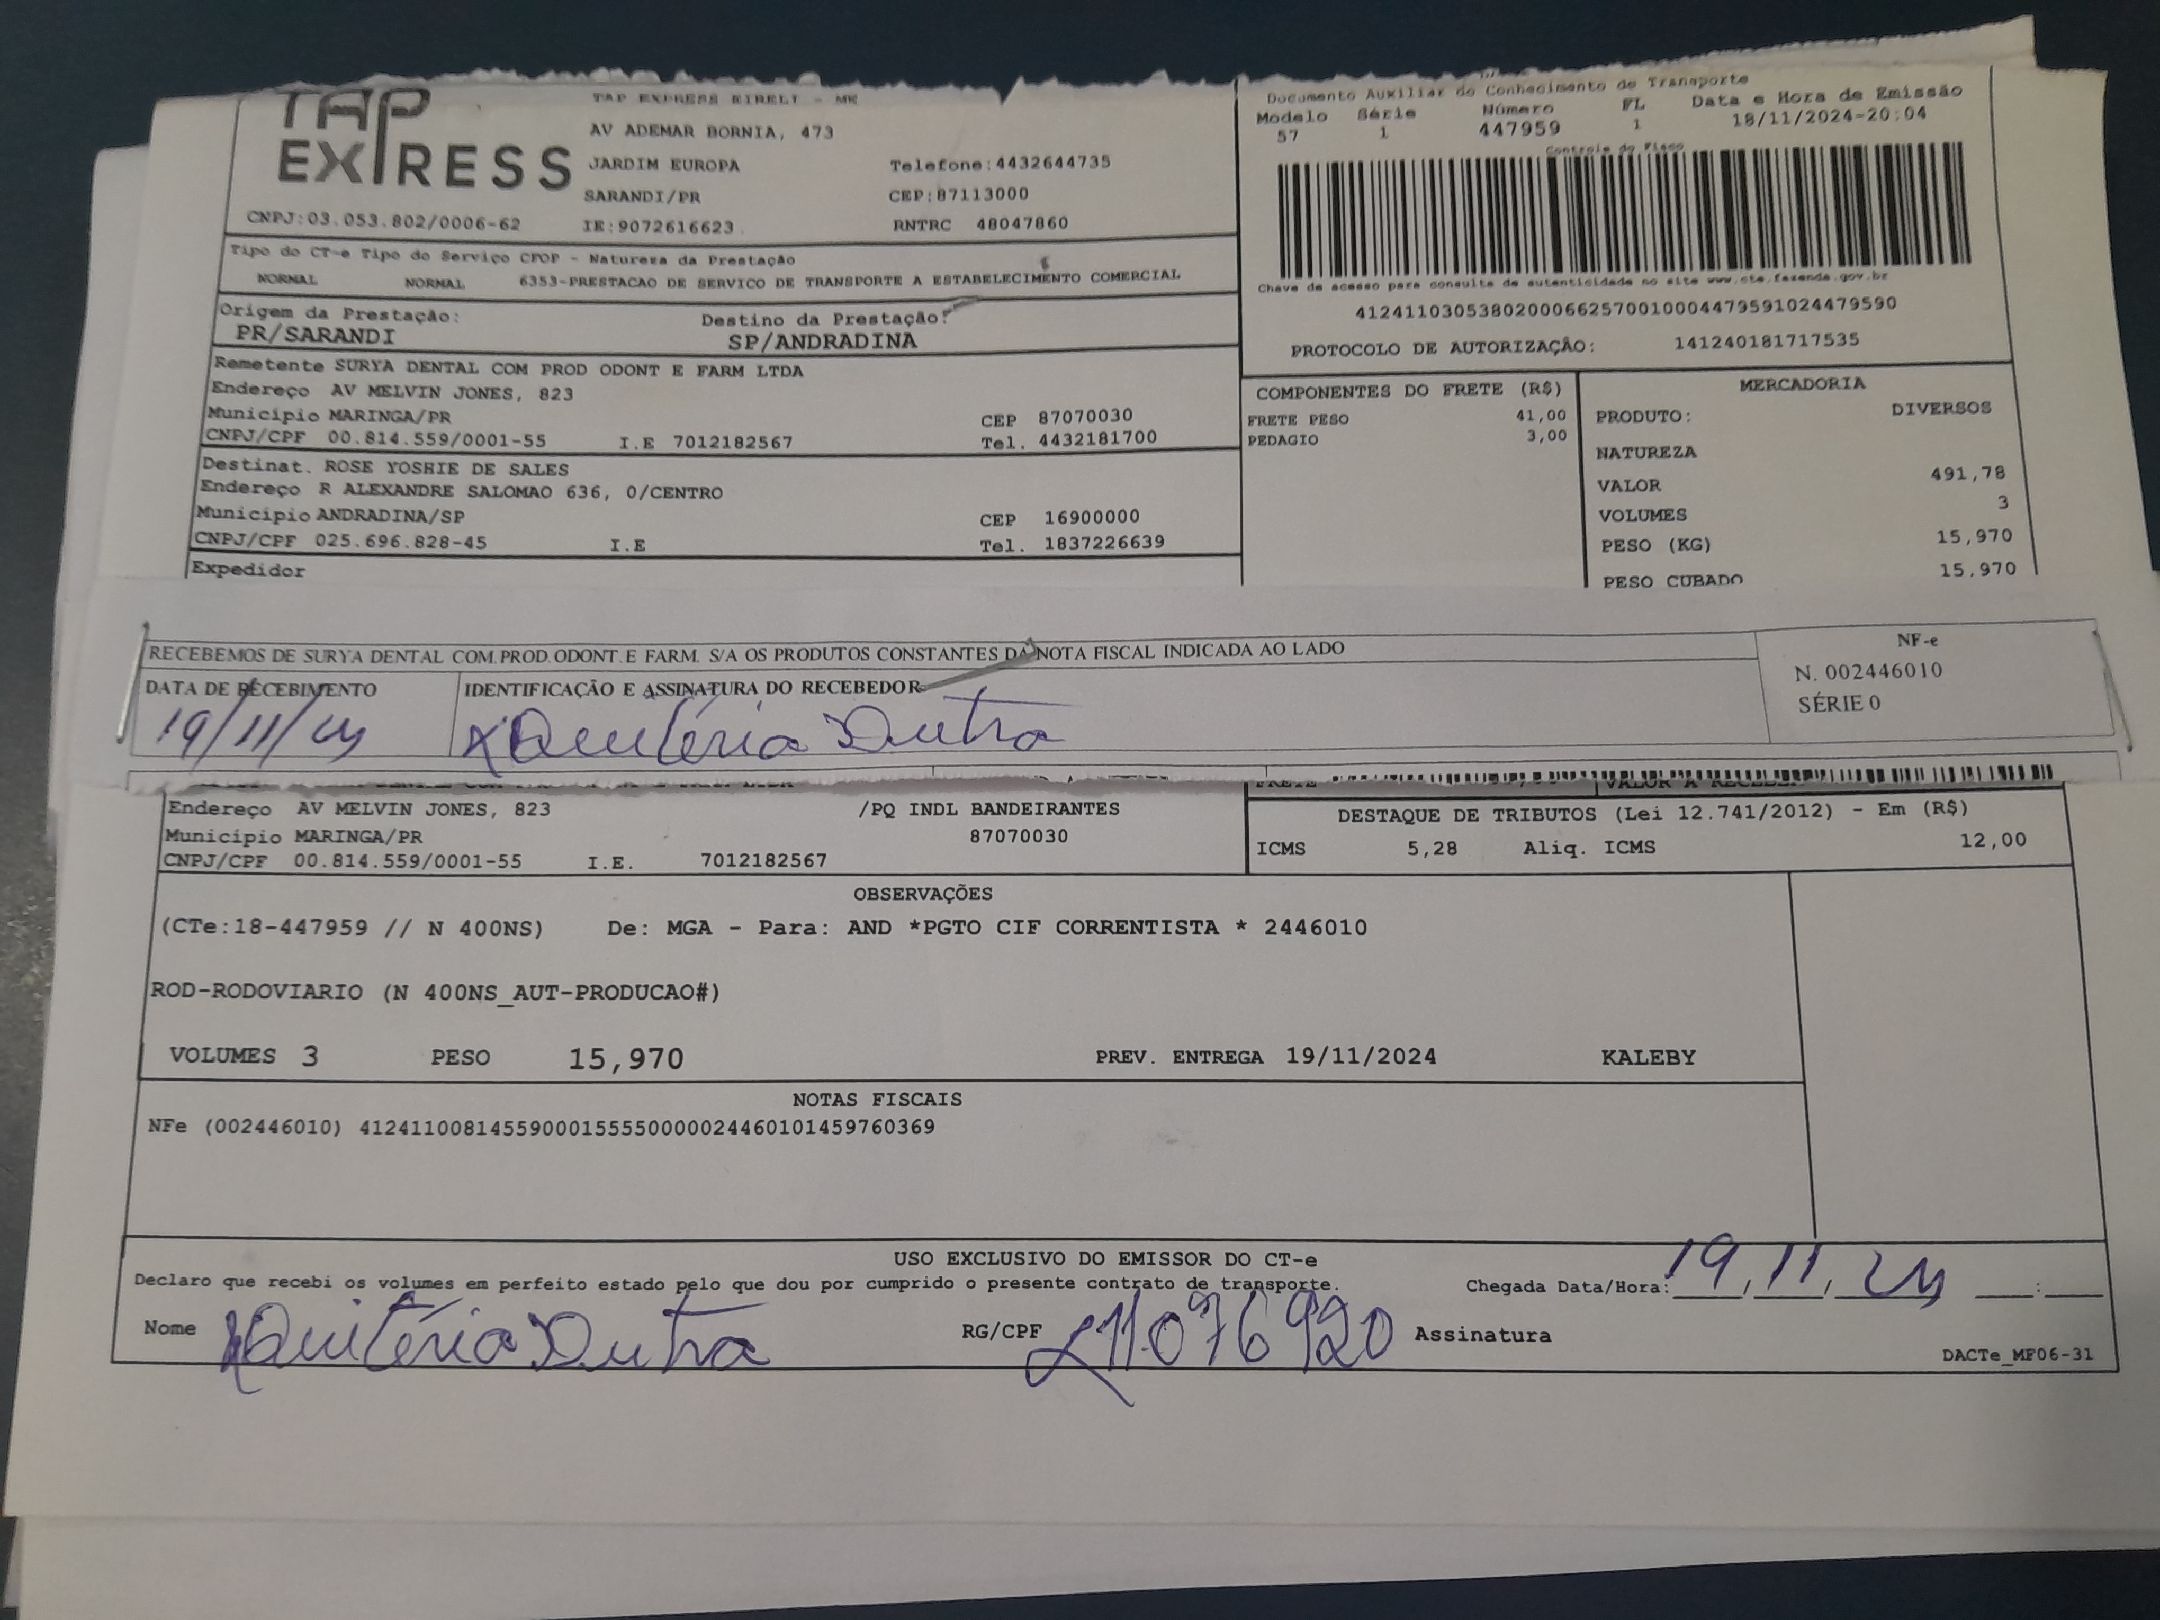 TAP EXPRESS
TAP EXPRESS EIRELI - ME
AV ADEMAR BORNIA, 473
JARDIM EUROPA Telefone:4432644735
SARANDI/PR CEP:87113000
CNPJ:03.053.802/0006-62 IE:9072616623 RNTRC 48047860
Documento Auxiliar do Conhecimento de Transporte
Modelo Série Número FL Data e Hora de Emissão
57 1 447959 1 18/11/2024-20:04
Controle do Fisco
Chave de acesso para consulta de autenticidade no site www.cte.fazenda.gov.br
41241103053802000662570010004479591024479590
PROTOCOLO DE AUTORIZAÇÃO: 141240181717535
Tipo do CT-e Tipo do Serviço CFOP - Natureza da Prestação
NORMAL NORMAL 6353-PRESTACAO DE SERVICO DE TRANSPORTE A ESTABELECIMENTO COMERCIAL
Origem da Prestação: Destino da Prestação:
PR/SARANDI SP/ANDRADINA
Remetente SURYA DENTAL COM PROD ODONT E FARM LTDA
Endereço AV MELVIN JONES, 823
Município MARINGA/PR CEP 87070030
CNPJ/CPF 00.814.559/0001-55 I.E 7012182567 Tel. 4432181700
Destinat. ROSE YOSHIE DE SALES
Endereço R ALEXANDRE SALOMAO 636, 0/CENTRO
Município ANDRADINA/SP CEP 16900000
CNPJ/CPF 025.696.828-45 I.E Tel. 1837226639
Expedidor
COMPONENTES DO FRETE (R$)
FRETE PESO 41,00
PEDAGIO 3,00
MERCADORIA
PRODUTO: DIVERSOS
NATUREZA
VALOR 491,78
VOLUMES 3
PESO (KG) 15,970
PESO CUBADO 15,970
RECEBEMOS DE SURYA DENTAL COM.PROD.ODONT.E FARM. S/A OS PRODUTOS CONSTANTES DA NOTA FISCAL INDICADA AO LADO
DATA DE RECEBIMENTO IDENTIFICAÇÃO E ASSINATURA DO RECEBEDOR
19/11/24 Quitéria Dutra
NF-e
N. 002446010
SÉRIE 0
FRETE VALOR A RECEBER
Endereço AV MELVIN JONES, 823 /PQ INDL BANDEIRANTES
Município MARINGA/PR 87070030
CNPJ/CPF 00.814.559/0001-55 I.E. 7012182567
DESTAQUE DE TRIBUTOS (Lei 12.741/2012) - Em (R$)
ICMS 5,28 Aliq. ICMS 12,00
OBSERVAÇÕES
(CTe:18-447959 // N 400NS) De: MGA - Para: AND *PGTO CIF CORRENTISTA * 2446010
ROD-RODOVIARIO (N 400NS_AUT-PRODUCAO#)
VOLUMES 3 PESO 15,970 PREV. ENTREGA 19/11/2024 KALEBY
NOTAS FISCAIS
NFe (002446010) 41241100814559000155550000024460101459760369
USO EXCLUSIVO DO EMISSOR DO CT-e
Declaro que recebi os volumes em perfeito estado pelo que dou por cumprido o presente contrato de transporte. Chegada Data/Hora: 19, 11, 24 :
Nome Quitéria Dutra RG/CPF 211076920 Assinatura
DACTe_MF06-31